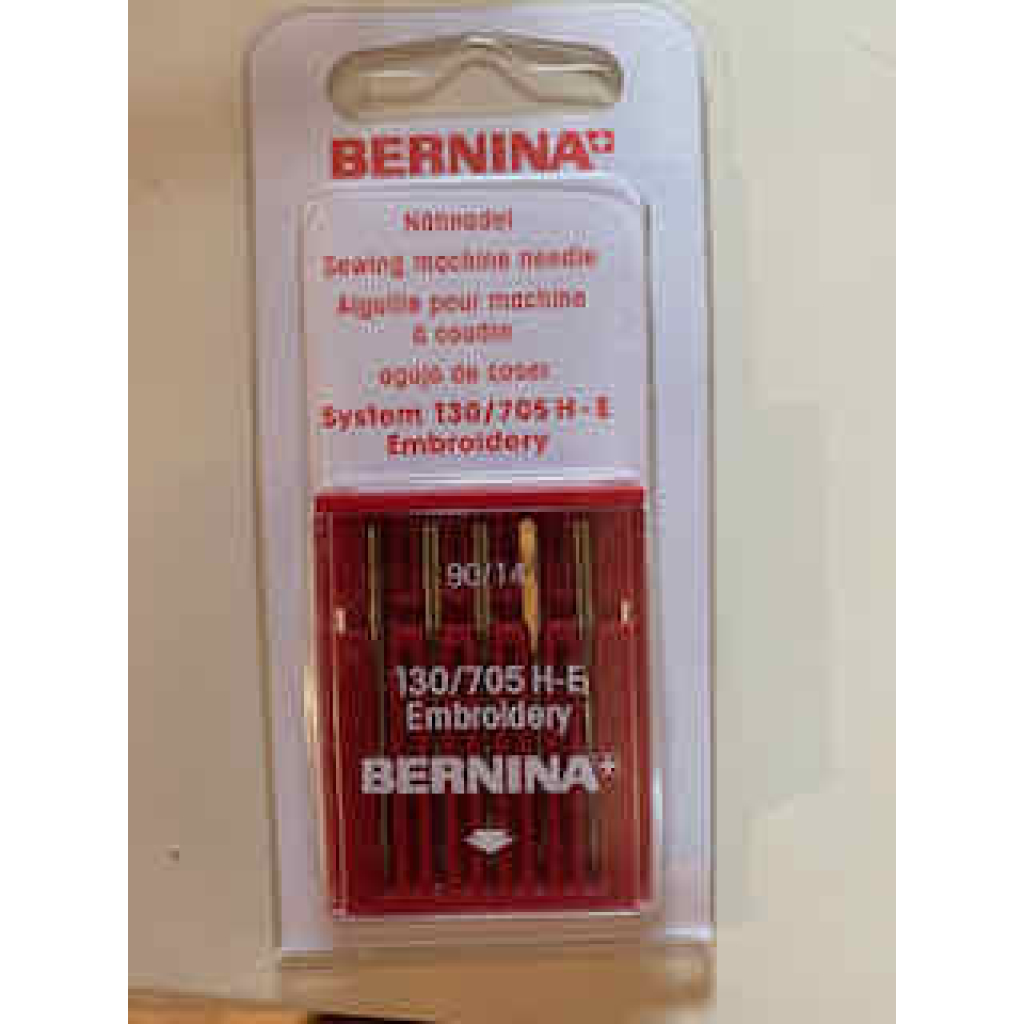 BERNINA+
Nähnadel
Sewing machine needle
Aiguille pour machine
à coudre
aguja de coser
System 130/705 H-E
Embroidery
90/14
130/705 H-E
Embroidery
BERNINA+